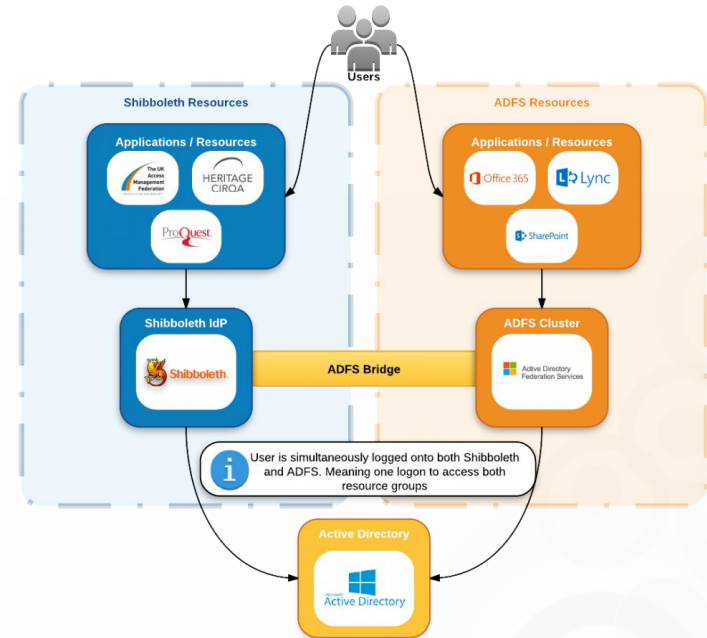 Users
Shibboleth Resources
ADFS Resources
Applications / Resources
Applications / Resources
The UK
Access
Management
Federation
HERITAGE
CIRQA
ProQuest
Office 365
Lync
SharePoint
Shibboleth IdP
ADFS Cluster
Shibboleth.
ADFS Bridge
Active Directory
Federation Services
User is simultaneously logged onto both Shibboleth
and ADFS. Meaning one logon to access both
resource groups
Active Directory
Microsoft
Active Directory